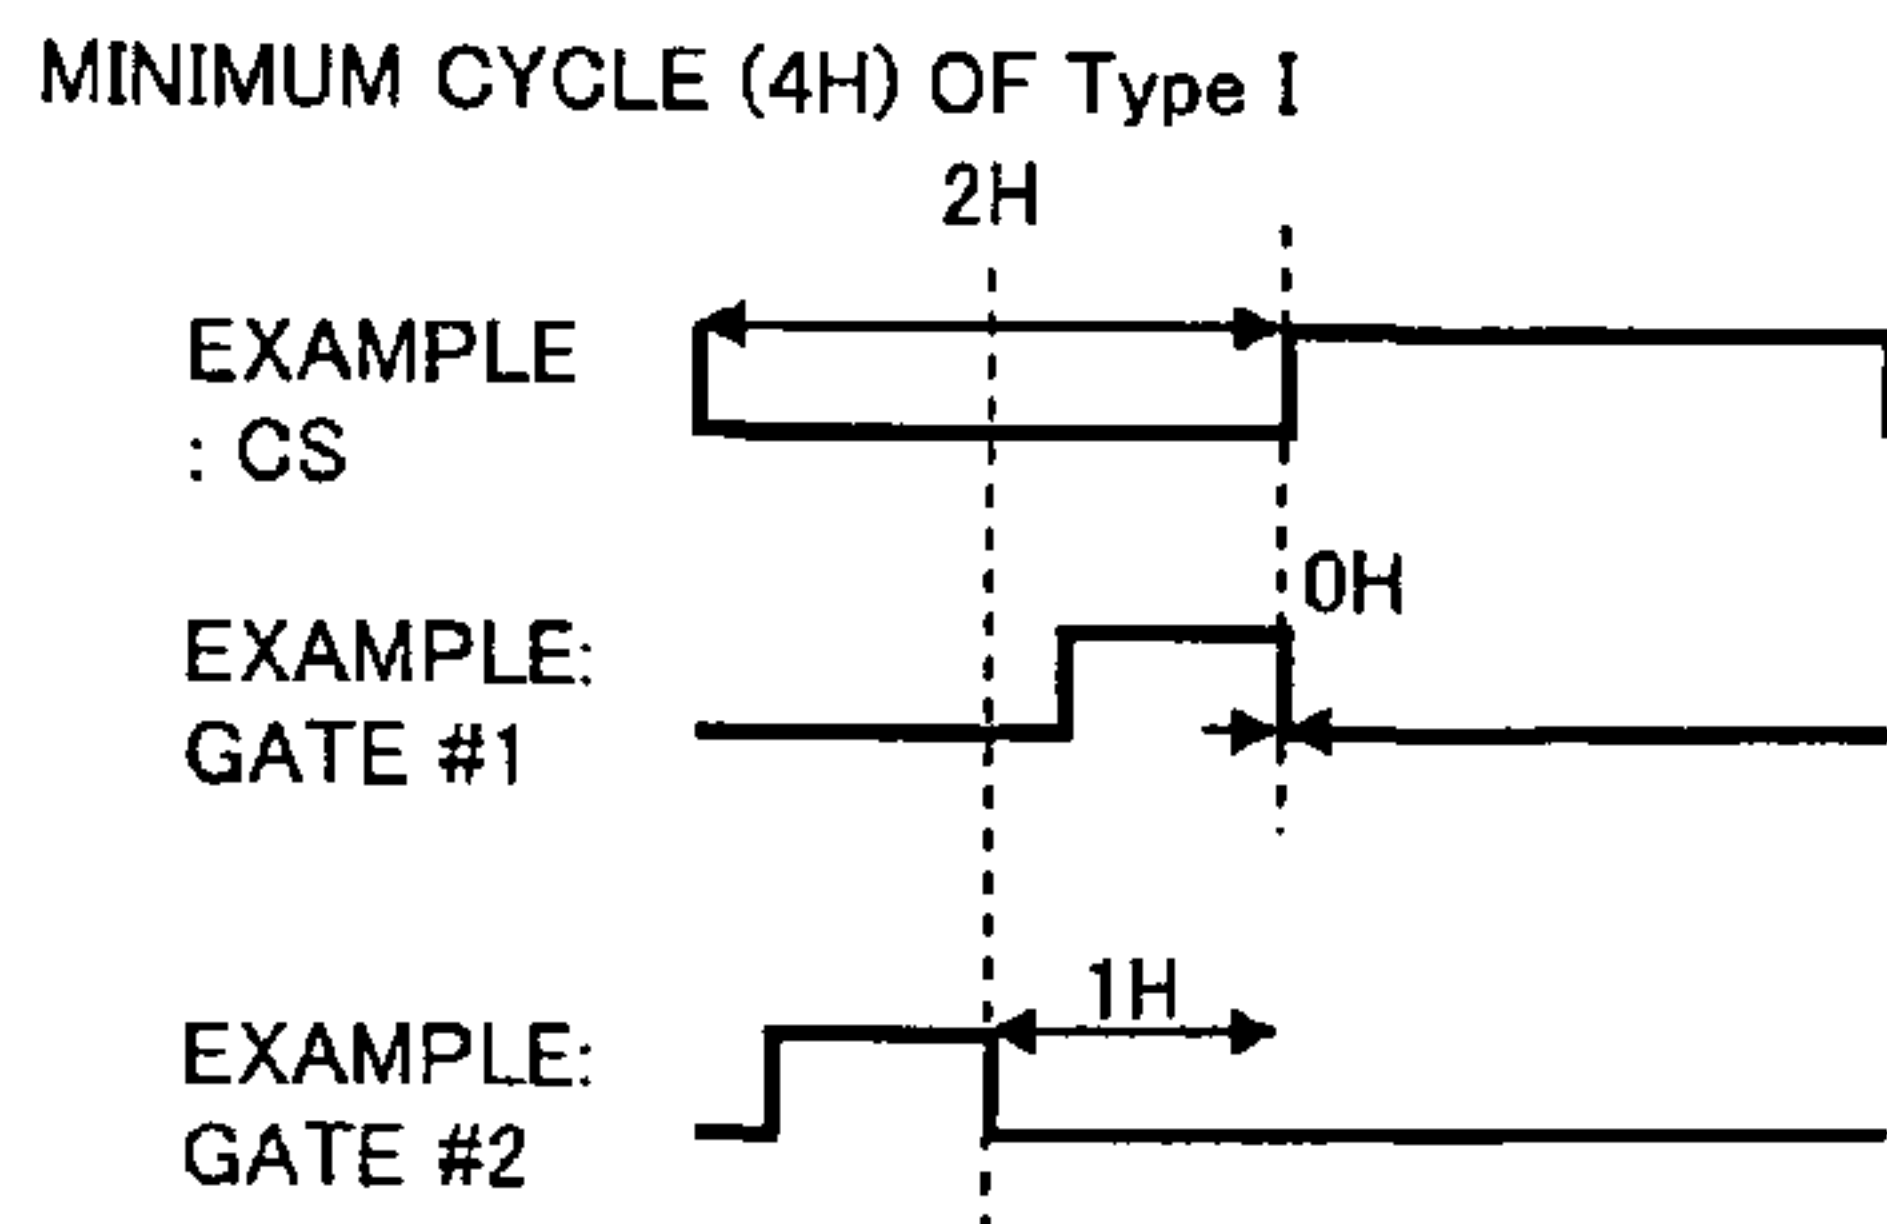 MINIMUM CYCLE (4H) OF Type I
2H
EXAMPLE
: CS
0H
EXAMPLE:
GATE #1
1H
EXAMPLE:
GATE #2